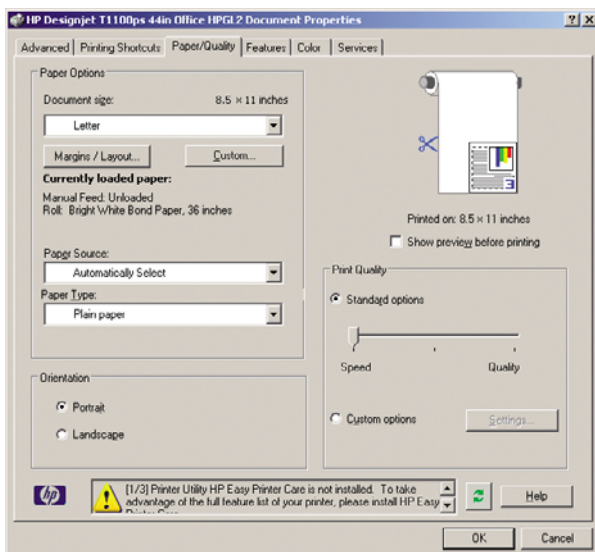 HP Designjet T1100ps 44in Office HPGL2 Document Properties
Advanced
Printing Shortcuts
Paper/Quality
Features
Color
Services
Paper Options
Document size:
8.5 × 11 inches
Letter
Margins / Layout...
Custom...
Currently loaded paper:
Manual Feed: Unloaded
Roll: Bright White Bond Paper, 36 inches
Paper Source:
Automatically Select
Paper Type:
Plain paper
Orientation
Portrait
Landscape
3
Printed on: 8.5 × 11 inches
Show preview before printing
Print Quality
Standard options
Speed
Quality
Custom options
Settings...
hp
[1/3] Printer Utility HP Easy Printer Care is not installed. To take
advantage of the full feature list of your printer, please install HP Easy
Help
OK
Cancel